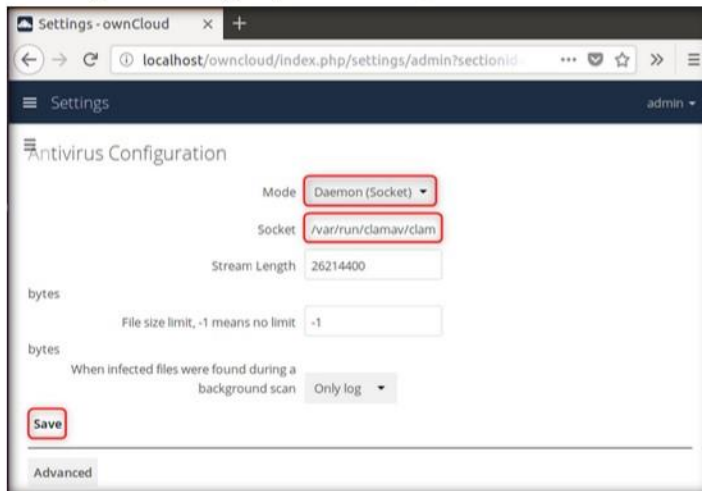 Settings - ownCloud
localhost/owncloud/index.php/settings/admin?sectionid
Settings
admin
Antivirus Configuration
Mode Daemon (Socket)
Socket /var/run/clamav/clam
Stream Length 26214400
bytes
File size limit, -1 means no limit -1
bytes
When infected files were found during a
background scan Only log
Save
Advanced